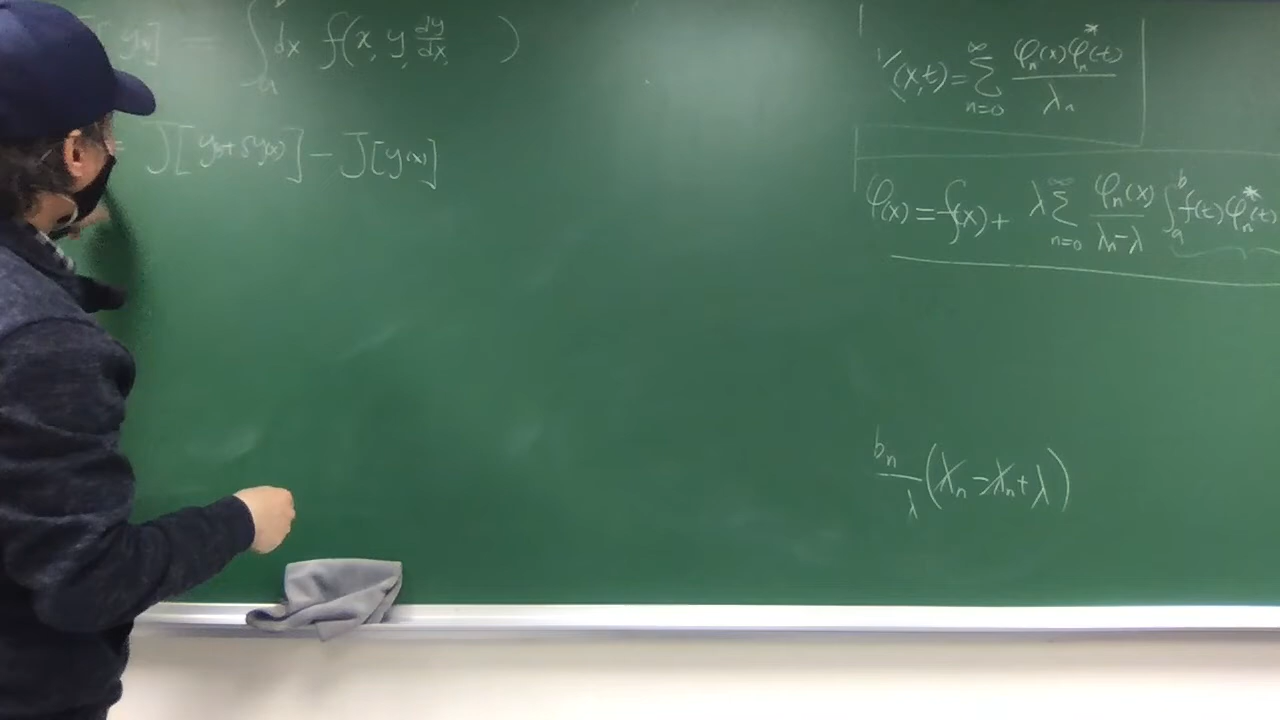 [y(x)] = ∫_a dx f(x, y, dy/dx )
= J[y(x)+δy(x)] − J[y(x)]
(x,t) = Σ_{n=0}^{∞} φ_n(x)φ_n^*(t) / λ_n
φ(x) = f(x) + λ Σ_{n=0}^{∞} φ_n(x) / (λ_n − λ) ∫_a^b f(t)φ_n^*(t)
b_n / λ (λ_n − λ_n + λ)